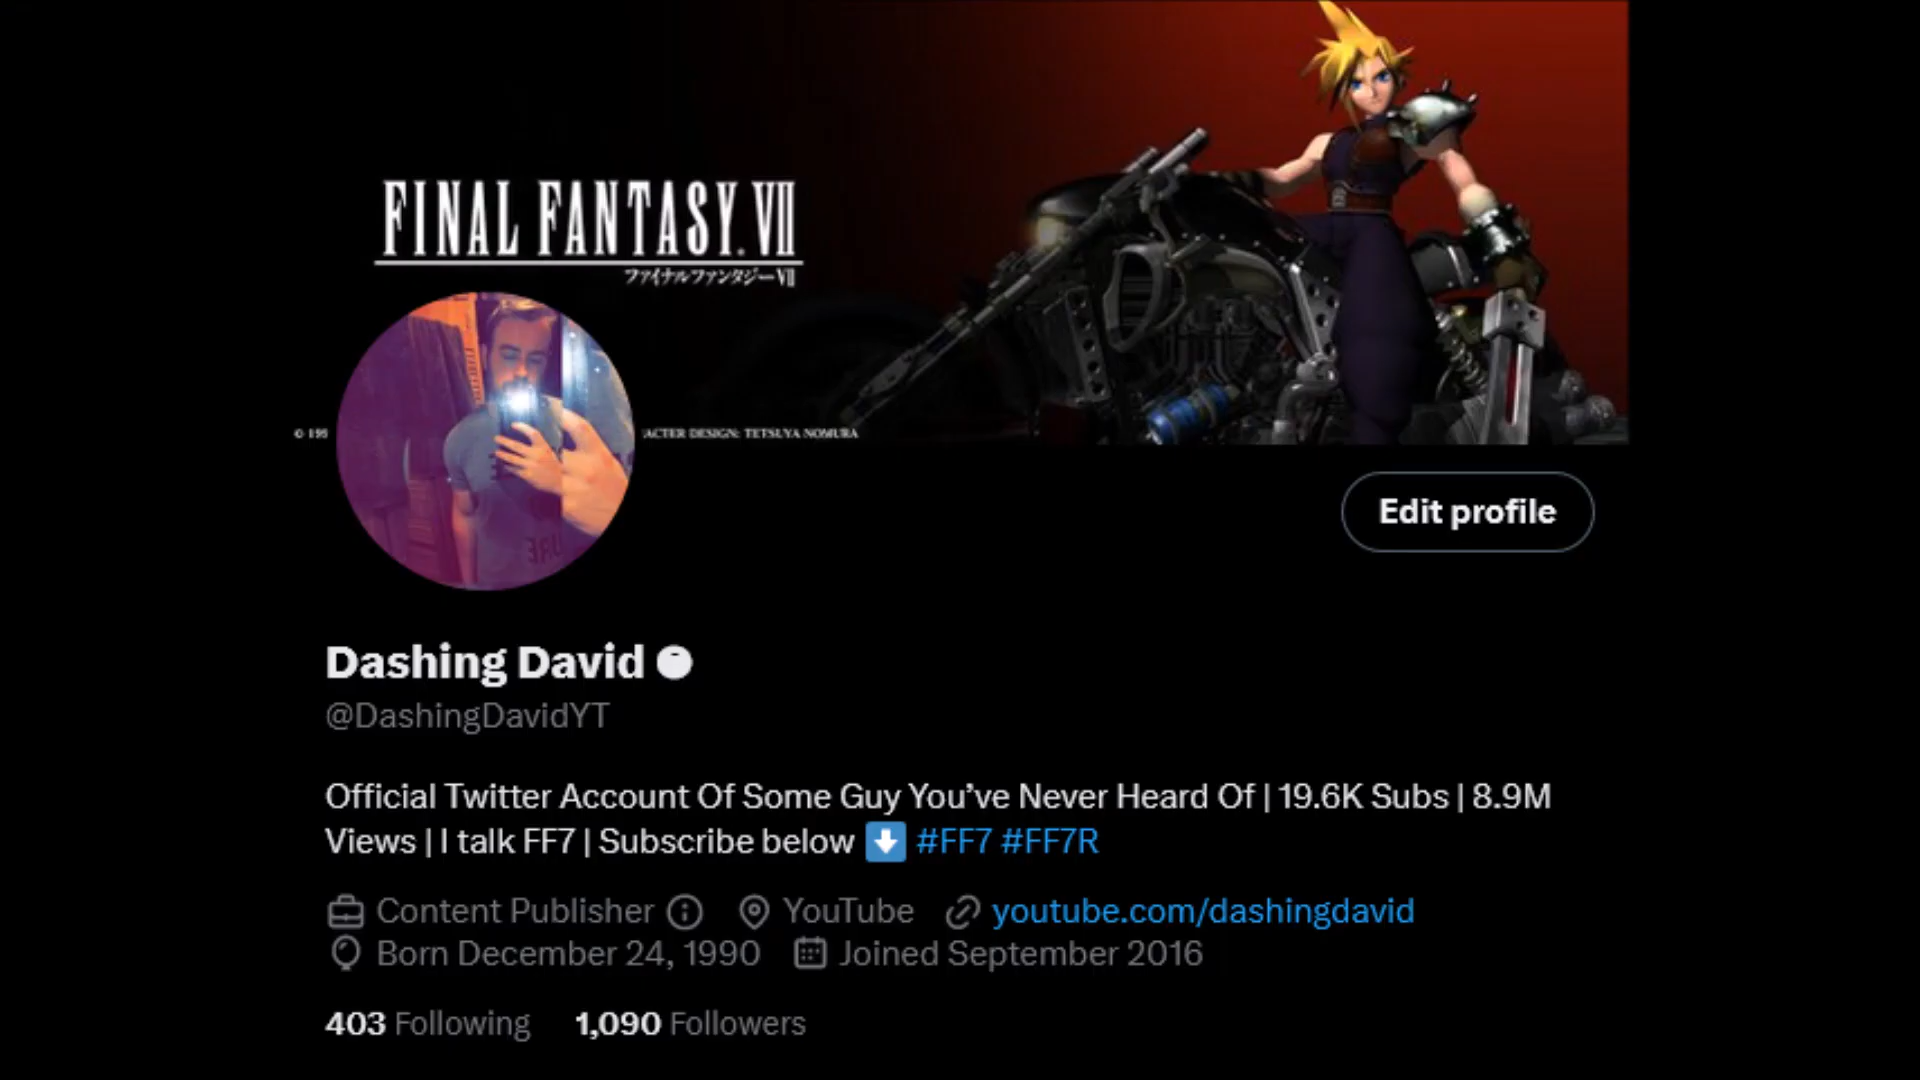 FINAL FANTASY. VII
ファイナルファンタジーVII
© 199
ACTER DESIGN: TETSUYA NOMURA
Edit profile
Dashing David
@DashingDavidYT
Official Twitter Account Of Some Guy You’ve Never Heard Of | 19.6K Subs | 8.9M
Views | I talk FF7 | Subscribe below ⬇️ #FF7 #FF7R
Content Publisher YouTube youtube.com/dashingdavid
Born December 24, 1990 Joined September 2016
403 Following 1,090 Followers